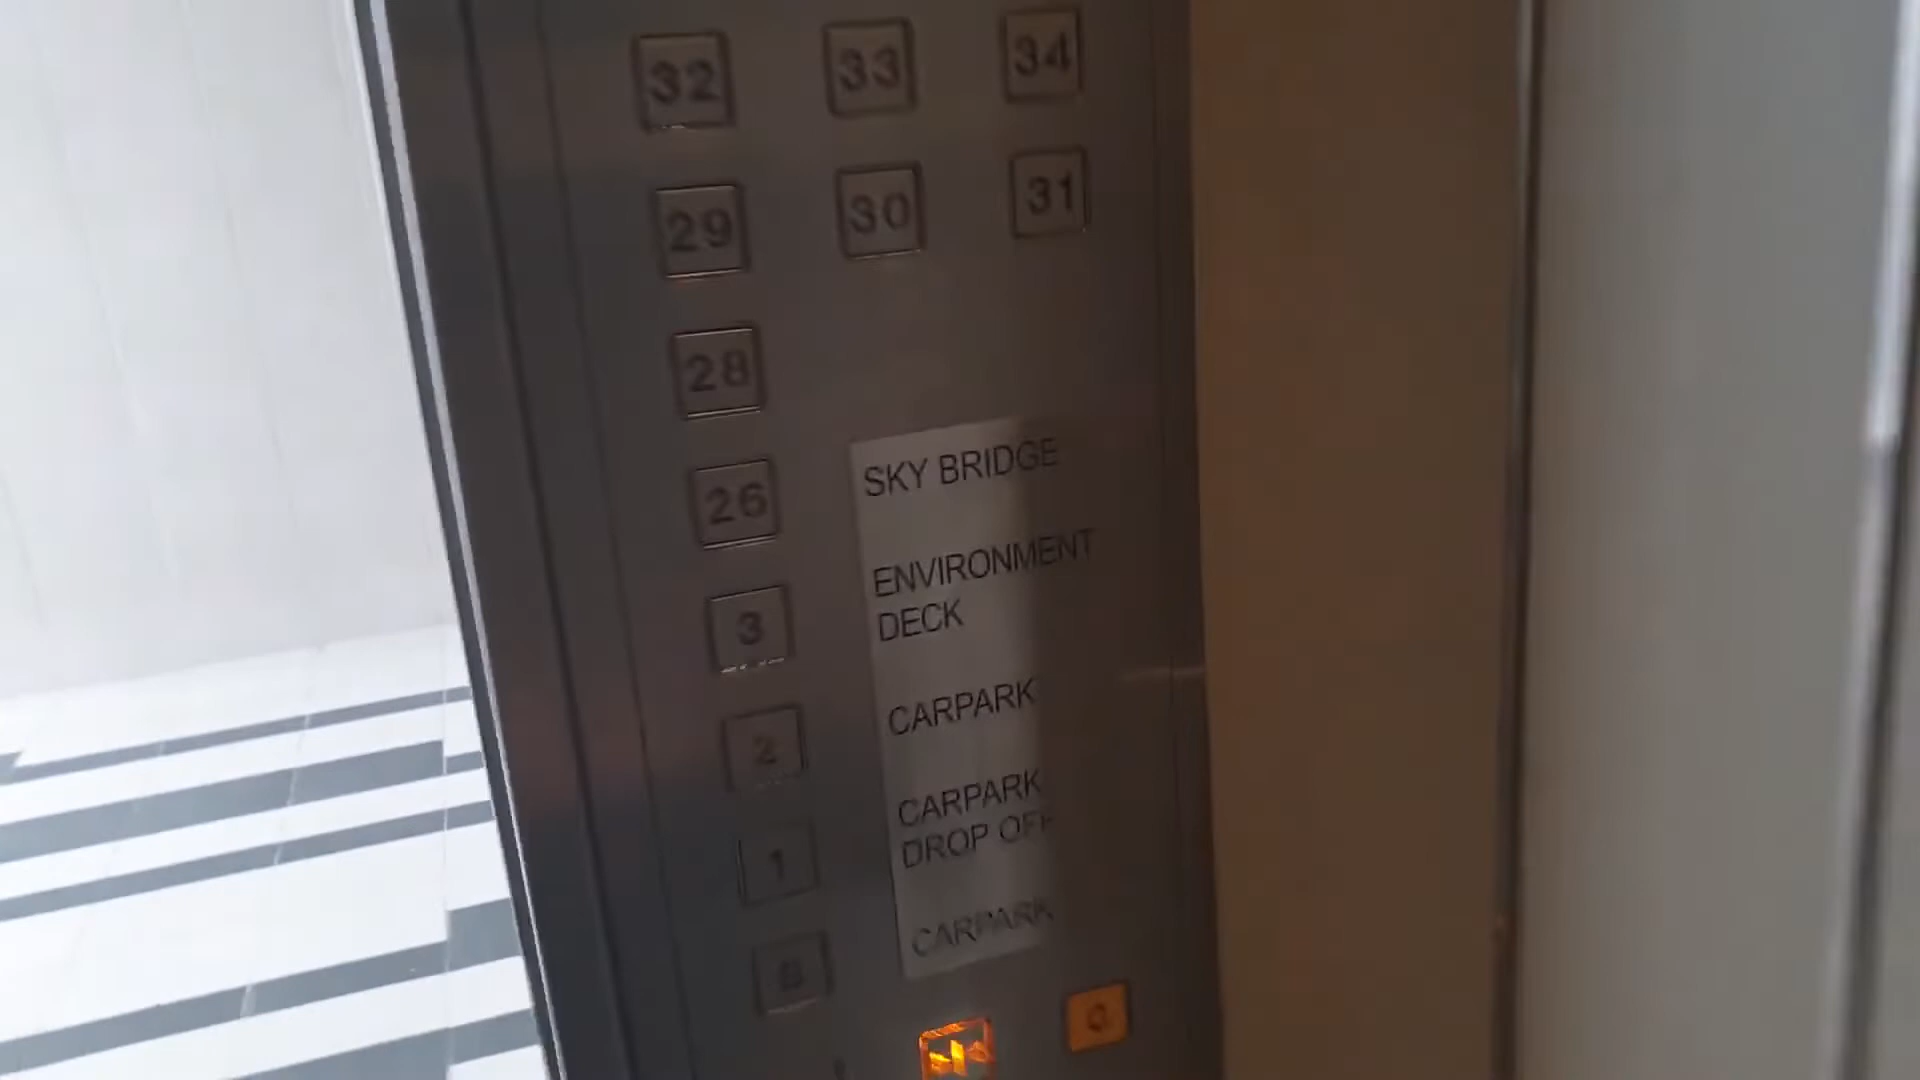 32 33 34
29 30 31
28
26 SKY BRIDGE
3 ENVIRONMENT
DECK
2 CARPARK
1 CARPARK
DROP OFF
B CARPARK